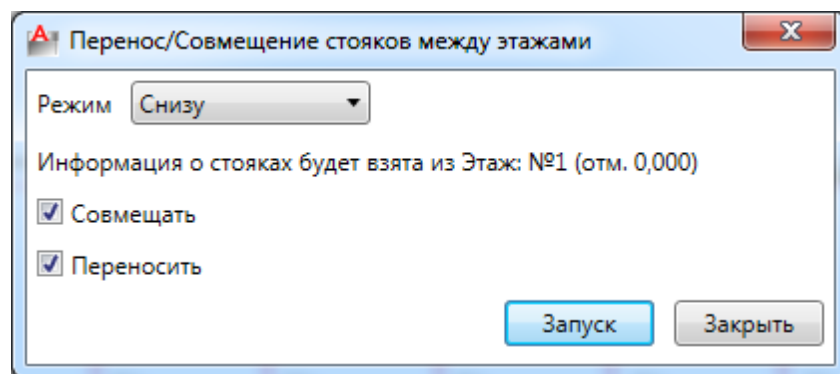 Перенос/Совмещение стояков между этажами
Режим Снизу
Информация о стояках будет взята из Этаж: №1 (отм. 0,000)
Совмещать
Переносить
Запуск Закрыть